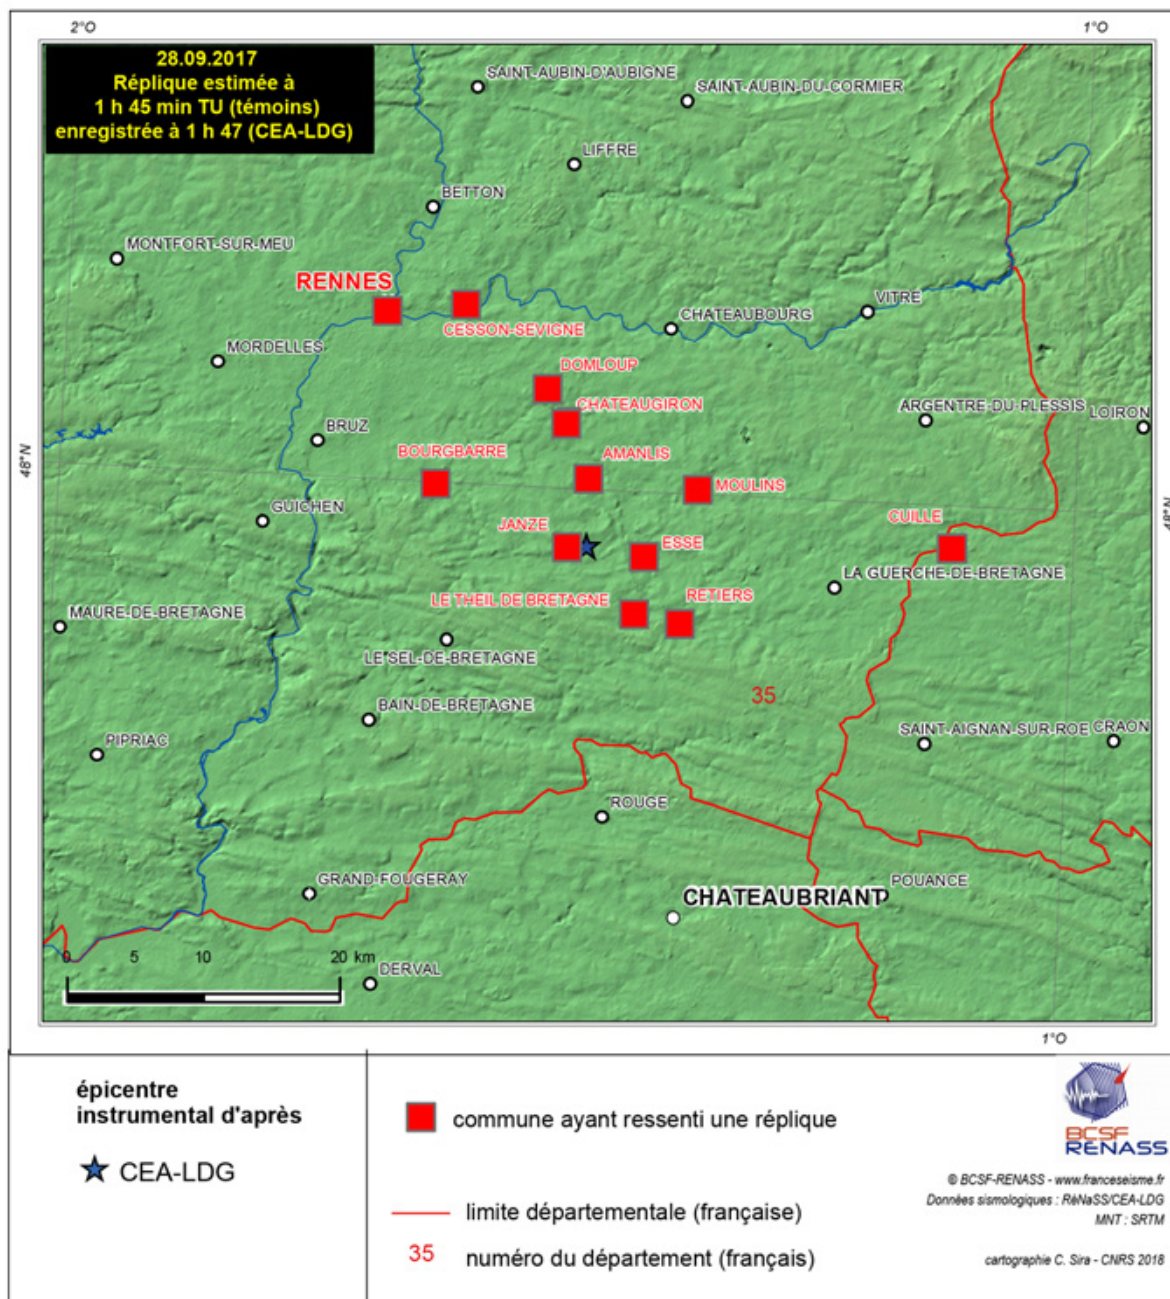 2°O
1°O
28.09.2017
Réplique estimée à
1 h 45 min TU (témoins)
enregistrée à 1 h 47 (CEA-LDG)
SAINT-AUBIN-D'AUBIGNE
SAINT-AUBIN-DU-CORMIER
LIFFRE
BETTON
MONTFORT-SUR-MEU
RENNES
CESSON-SEVIGNE
CHATEAUBOURG
VITRE
MORDELLES
DOMLOUP
CHATEAUGIRON
ARGENTRE-DU-PLESSIS
LOIRON
BRUZ
48°N
BOURGBARRE
AMANLIS
MOULINS
48°N
GUICHEN
JANZE
ESSE
CUILLE
LA GUERCHE-DE-BRETAGNE
LE THEIL DE BRETAGNE
RETIERS
MAURE-DE-BRETAGNE
LE SEL-DE-BRETAGNE
35
BAIN-DE-BRETAGNE
PIPRIAC
SAINT-AIGNAN-SUR-ROE
CRAON
ROUGE
GRAND-FOUGERAY
CHATEAUBRIANT
POUANCE
0 5 10 20 km
DERVAL
1°O
épicentre
instrumental d'après
CEA-LDG
commune ayant ressenti une réplique
limite départementale (française)
35 numéro du département (français)
BCSF
RENASS
© BCSF-RENASS - www.franceseisme.fr
Données sismologiques : RéNaSS/CEA-LDG
MNT : SRTM
cartographie C. Sira - CNRS 2018